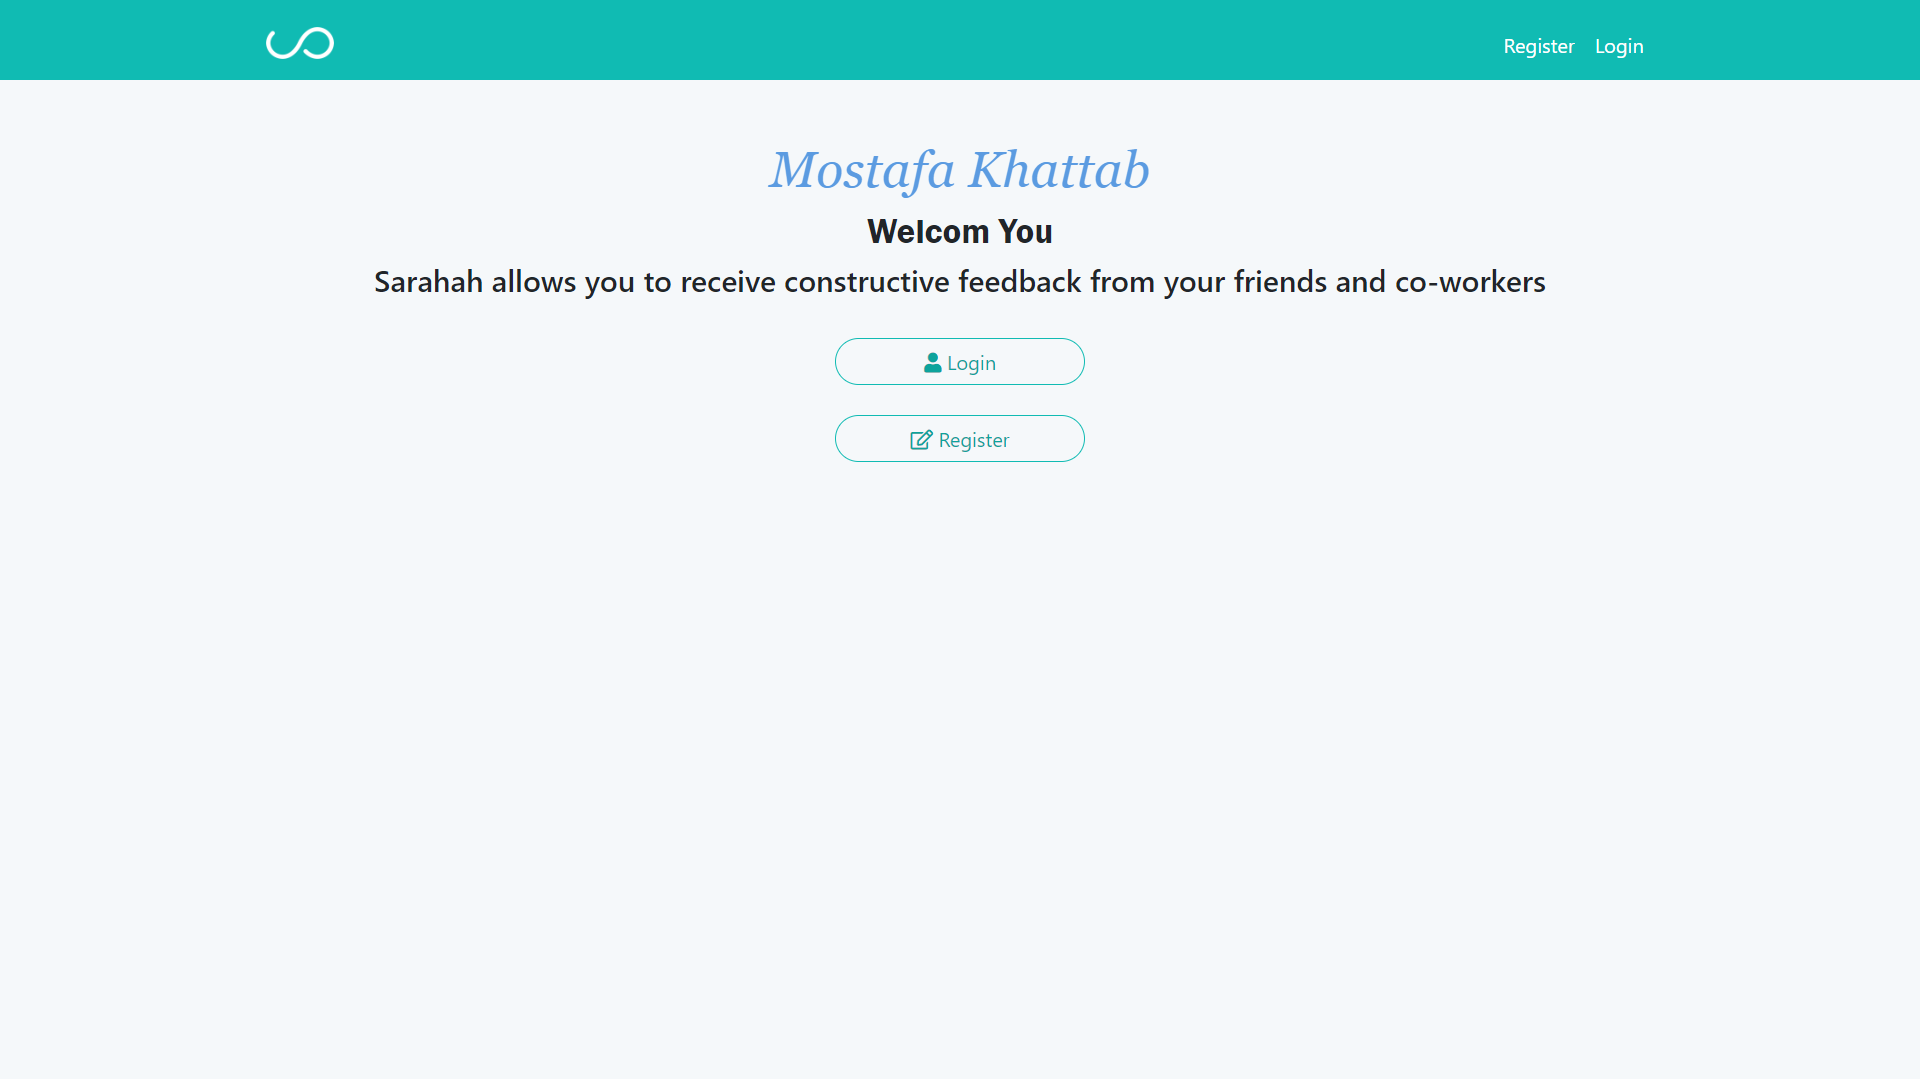 Register Login
Mostafa Khattab
Welcom You
Sarahah allows you to receive constructive feedback from your friends and co-workers
Login
Register